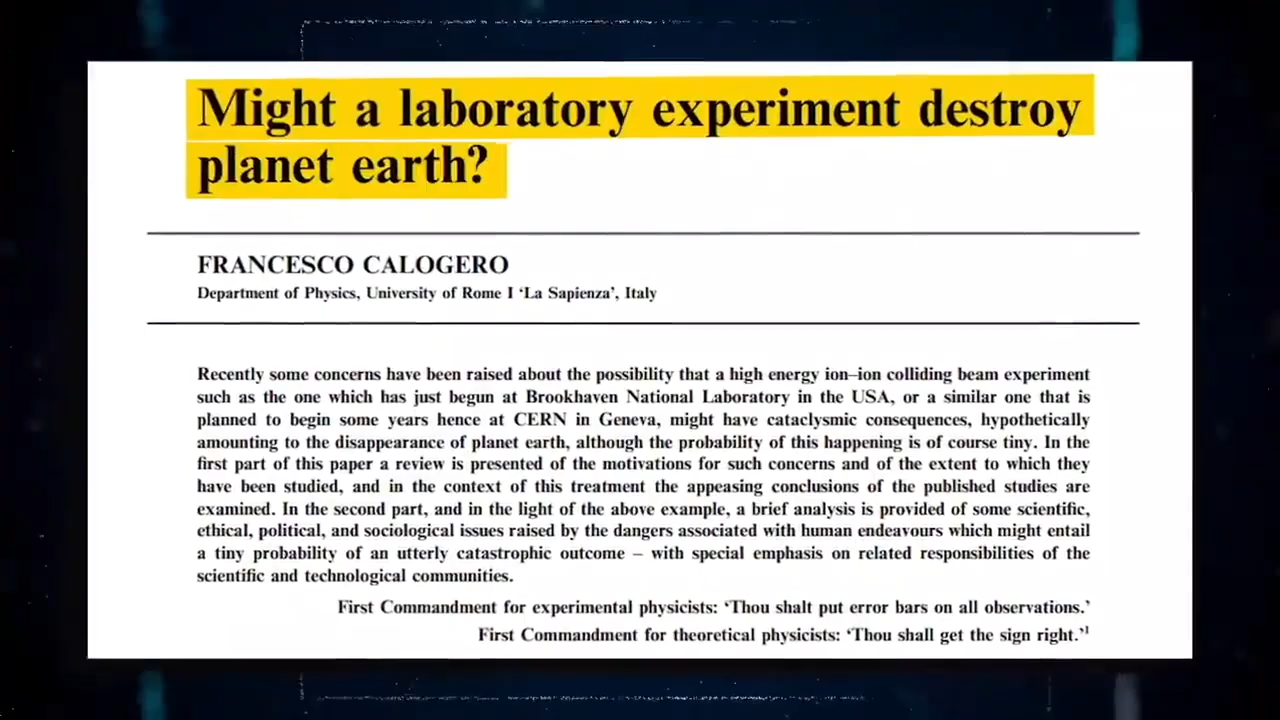 Might a laboratory experiment destroy
planet earth?
FRANCESCO CALOGERO
Department of Physics, University of Rome I ‘La Sapienza’, Italy
Recently some concerns have been raised about the possibility that a high energy ion–ion colliding beam experiment
such as the one which has just begun at Brookhaven National Laboratory in the USA, or a similar one that is
planned to begin some years hence at CERN in Geneva, might have cataclysmic consequences, hypothetically
amounting to the disappearance of planet earth, although the probability of this happening is of course tiny. In the
first part of this paper a review is presented of the motivations for such concerns and of the extent to which they
have been studied, and in the context of this treatment the appeasing conclusions of the published studies are
examined. In the second part, and in the light of the above example, a brief analysis is provided of some scientific,
ethical, political, and sociological issues raised by the dangers associated with human endeavours which might entail
a tiny probability of an utterly catastrophic outcome – with special emphasis on related responsibilities of the
scientific and technological communities.
First Commandment for experimental physicists: ‘Thou shalt put error bars on all observations.’
First Commandment for theoretical physicists: ‘Thou shall get the sign right.’¹